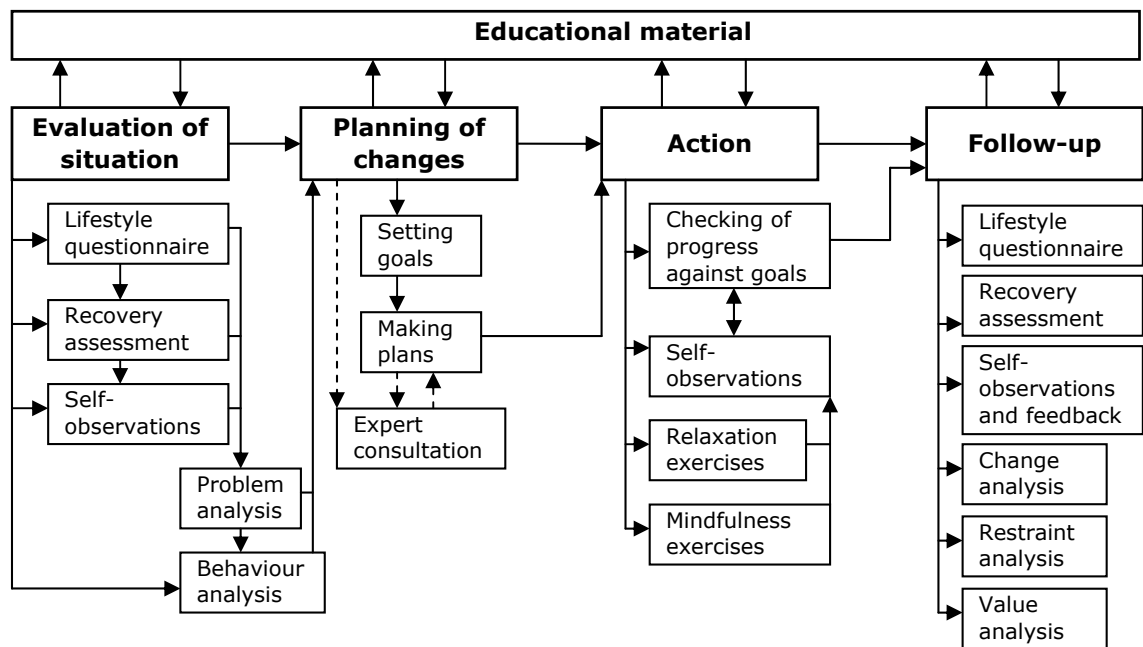 Educational material
Evaluation of
situation
Planning of
changes
Action
Follow-up
Lifestyle
questionnaire
Recovery
assessment
Self-
observations
Problem
analysis
Behaviour
analysis
Setting
goals
Making
plans
Expert
consultation
Checking of
progress
against goals
Self-
observations
Relaxation
exercises
Mindfulness
exercises
Lifestyle
questionnaire
Recovery
assessment
Self-
observations
and feedback
Change
analysis
Restraint
analysis
Value
analysis